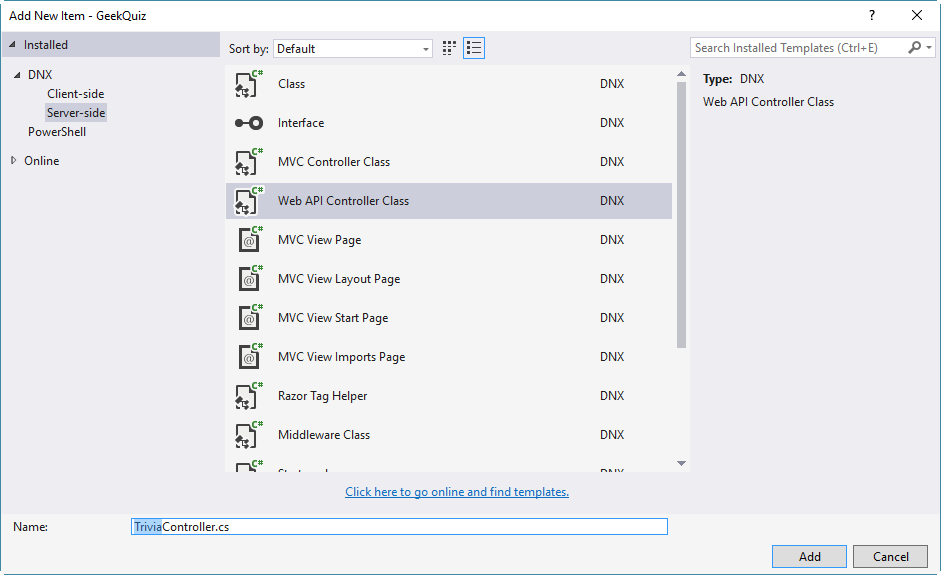 Add New Item - GeekQuiz
?
Installed
Sort by: Default
Search Installed Templates (Ctrl+E)
DNX
Client-side
Server-side
PowerShell
Online
C# Class DNX
Interface DNX
C# MVC Controller Class DNX
C# Web API Controller Class DNX
C# @ MVC View Page DNX
C# @ MVC View Layout Page DNX
C# @ MVC View Start Page DNX
C# @ MVC View Imports Page DNX
C# Razor Tag Helper DNX
C# Middleware Class DNX
C# DNX
Type: DNX
Web API Controller Class
Click here to go online and find templates.
Name: TriviaController.cs
Add Cancel